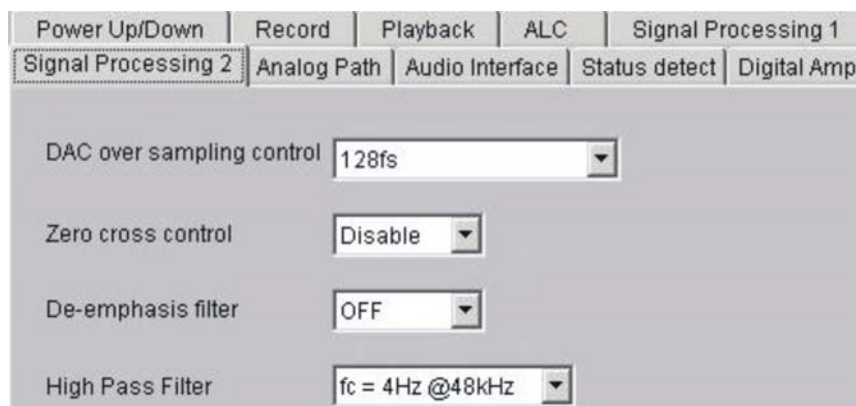 Power Up/Down Record Playback ALC Signal Processing 1
Signal Processing 2 Analog Path Audio Interface Status detect Digital Amp
DAC over sampling control 128fs
Zero cross control Disable
De-emphasis filter OFF
High Pass Filter fc = 4Hz @48kHz